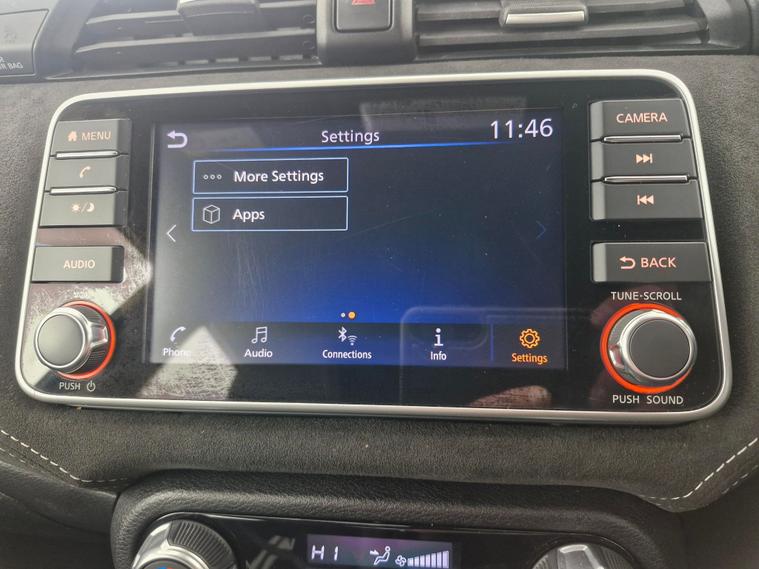 R BAG
Settings
11:46
MENU
More Settings
Apps
AUDIO
CAMERA
BACK
TUNE·SCROLL
Phone
Audio
Connections
Info
Settings
PUSH
PUSH SOUND
HI